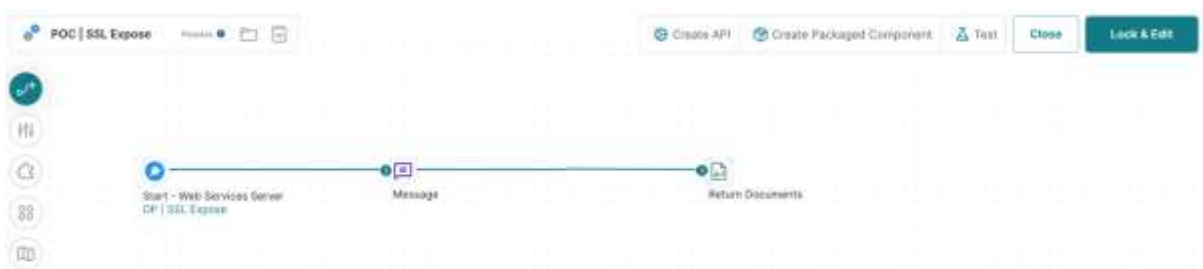 POC | SSL Expose
Create API
Create Packaged Component
Test
Close
Lock & Edit
Start - Web Services Server
OP | SSL Expose
Message
Return Documents